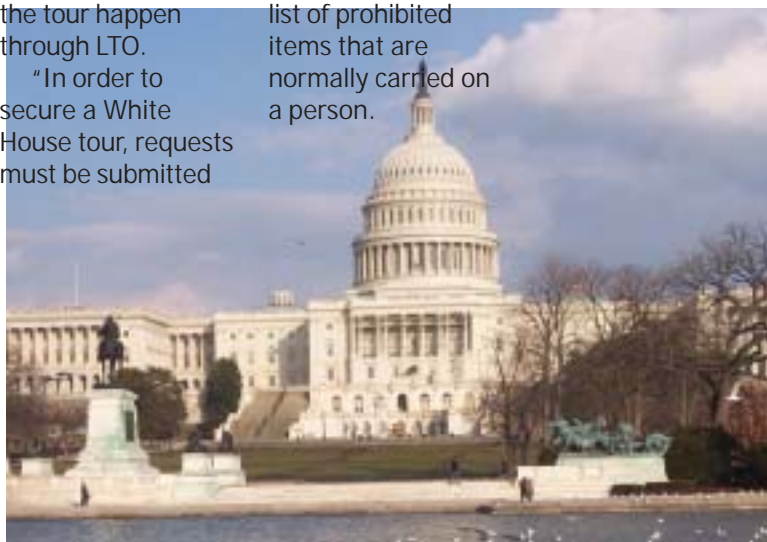 the tour happen
through LTO.
"In order to
secure a White
House tour, requests
must be submitted
list of prohibited
items that are
normally carried on
a person.